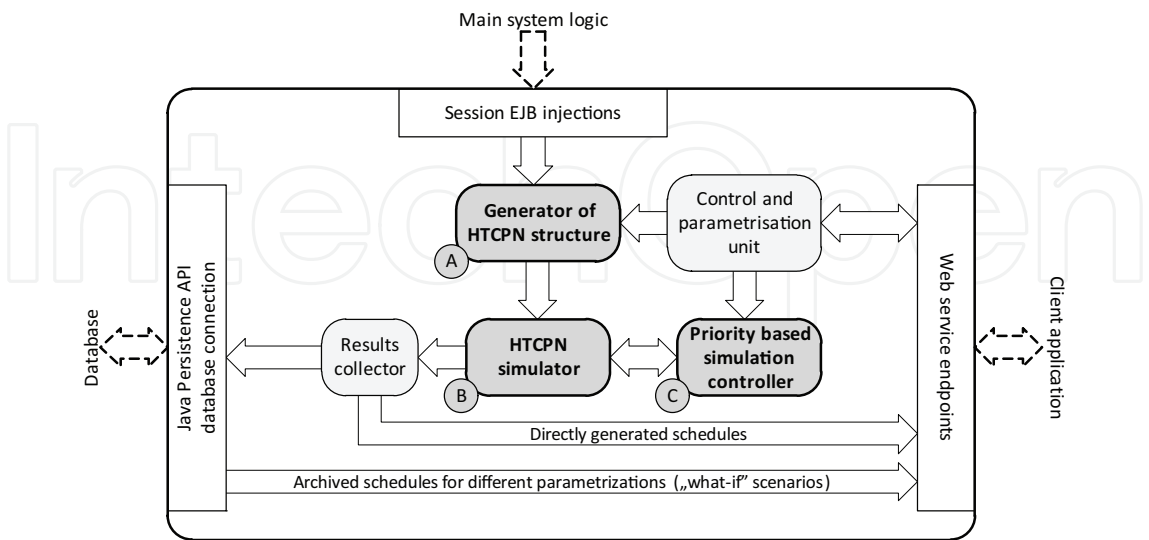 Main system logic
Session EJB injections
IntechOpen
Generator of
HTCPN structure
A
Control and
parametrisation
unit
Database
Java Persistence API
database connection
Results
collector
HTCPN
simulator
B
Priority based
simulation
controller
C
Web service endpoints
Client application
Directly generated schedules
Archived schedules for different parametrizations („what-if” scenarios)